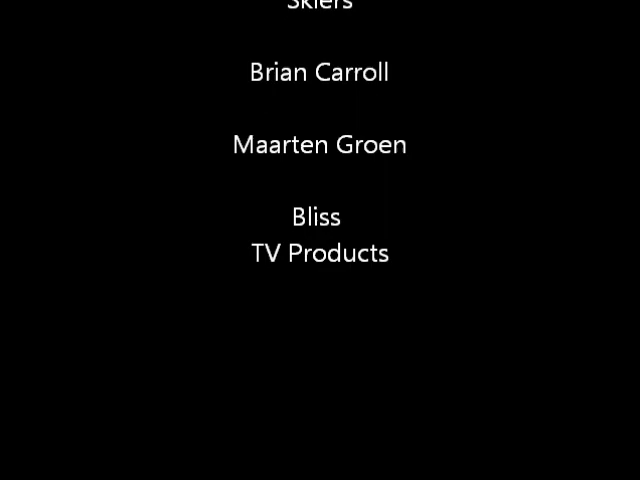 Skiers
Brian Carroll
Maarten Groen
Bliss
TV Products